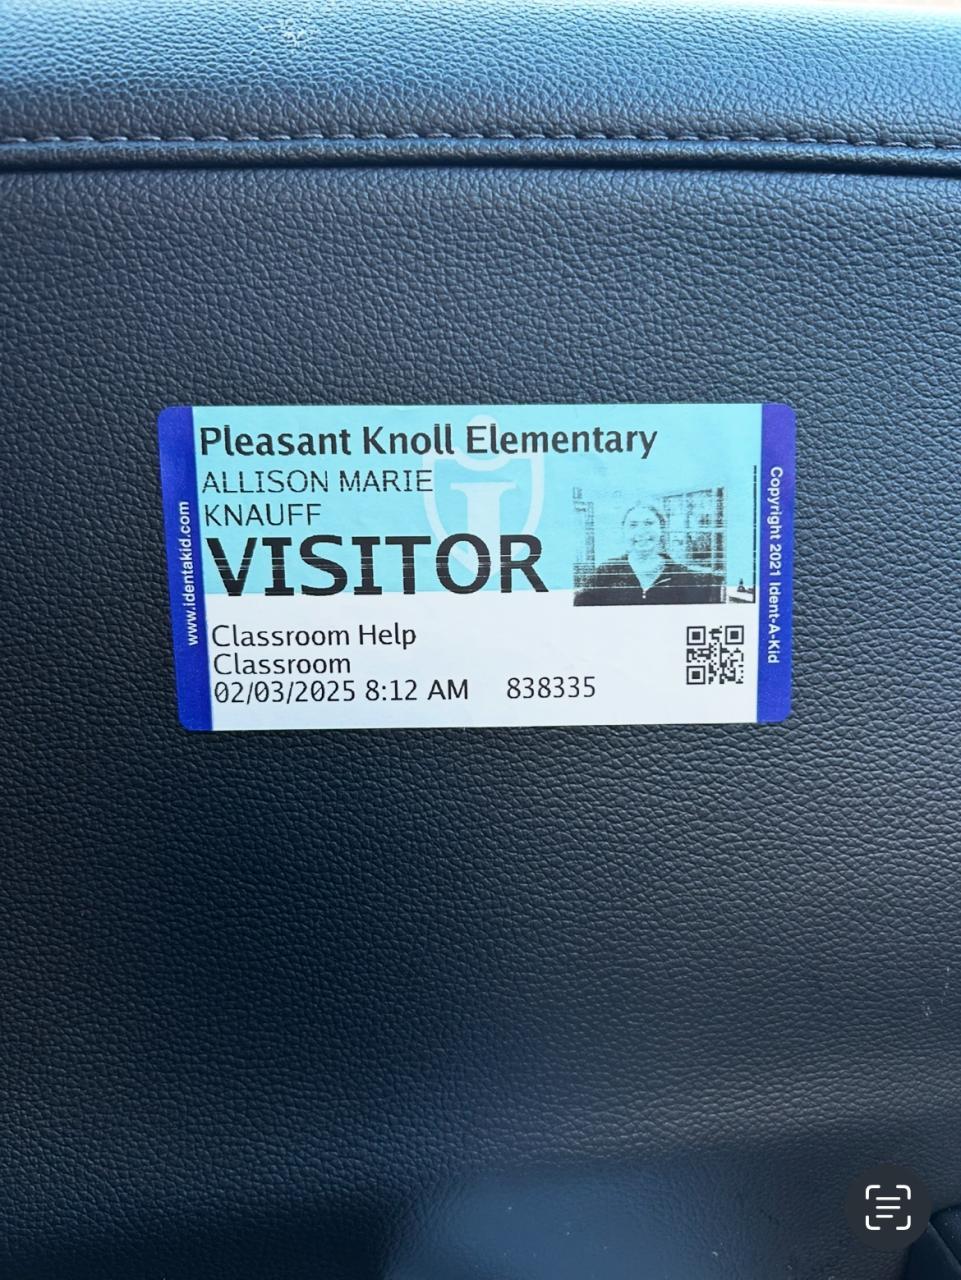 Pleasant Knoll Elementary
ALLISON MARIE
KNAUFF
VISITOR
Classroom Help
Classroom
02/03/2025 8:12 AM 838335
www.identakid.com
Copyright 2021 Ident-A-Kid